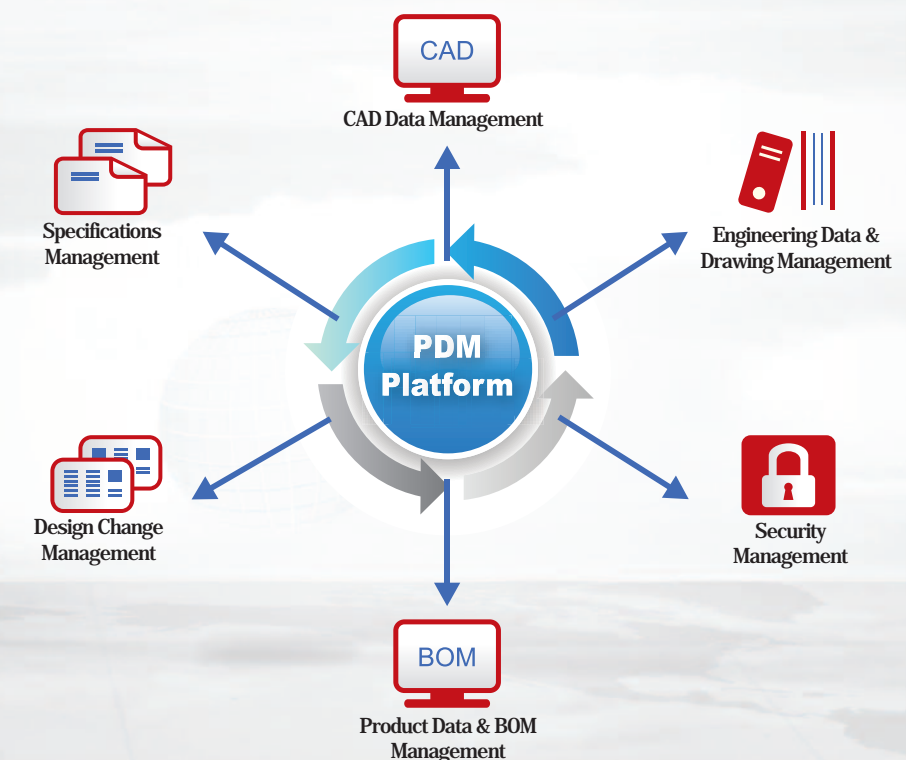 CAD
CAD Data Management
Specifications
Management
Engineering Data &
Drawing Management
PDM
Platform
Design Change
Management
Security
Management
BOM
Product Data & BOM
Management